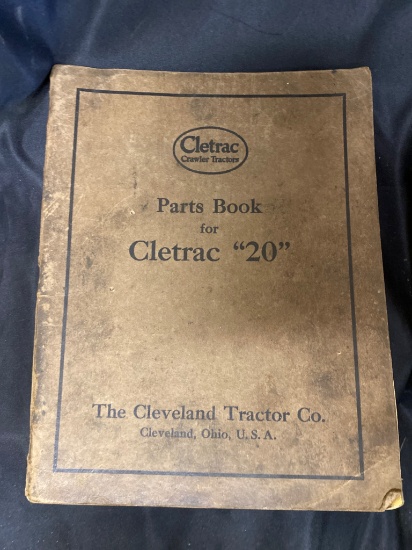 Cletrac
Crawler Tractors
Parts Book
for
Cletrac “20”
The Cleveland Tractor Co.
Cleveland, Ohio, U. S. A.